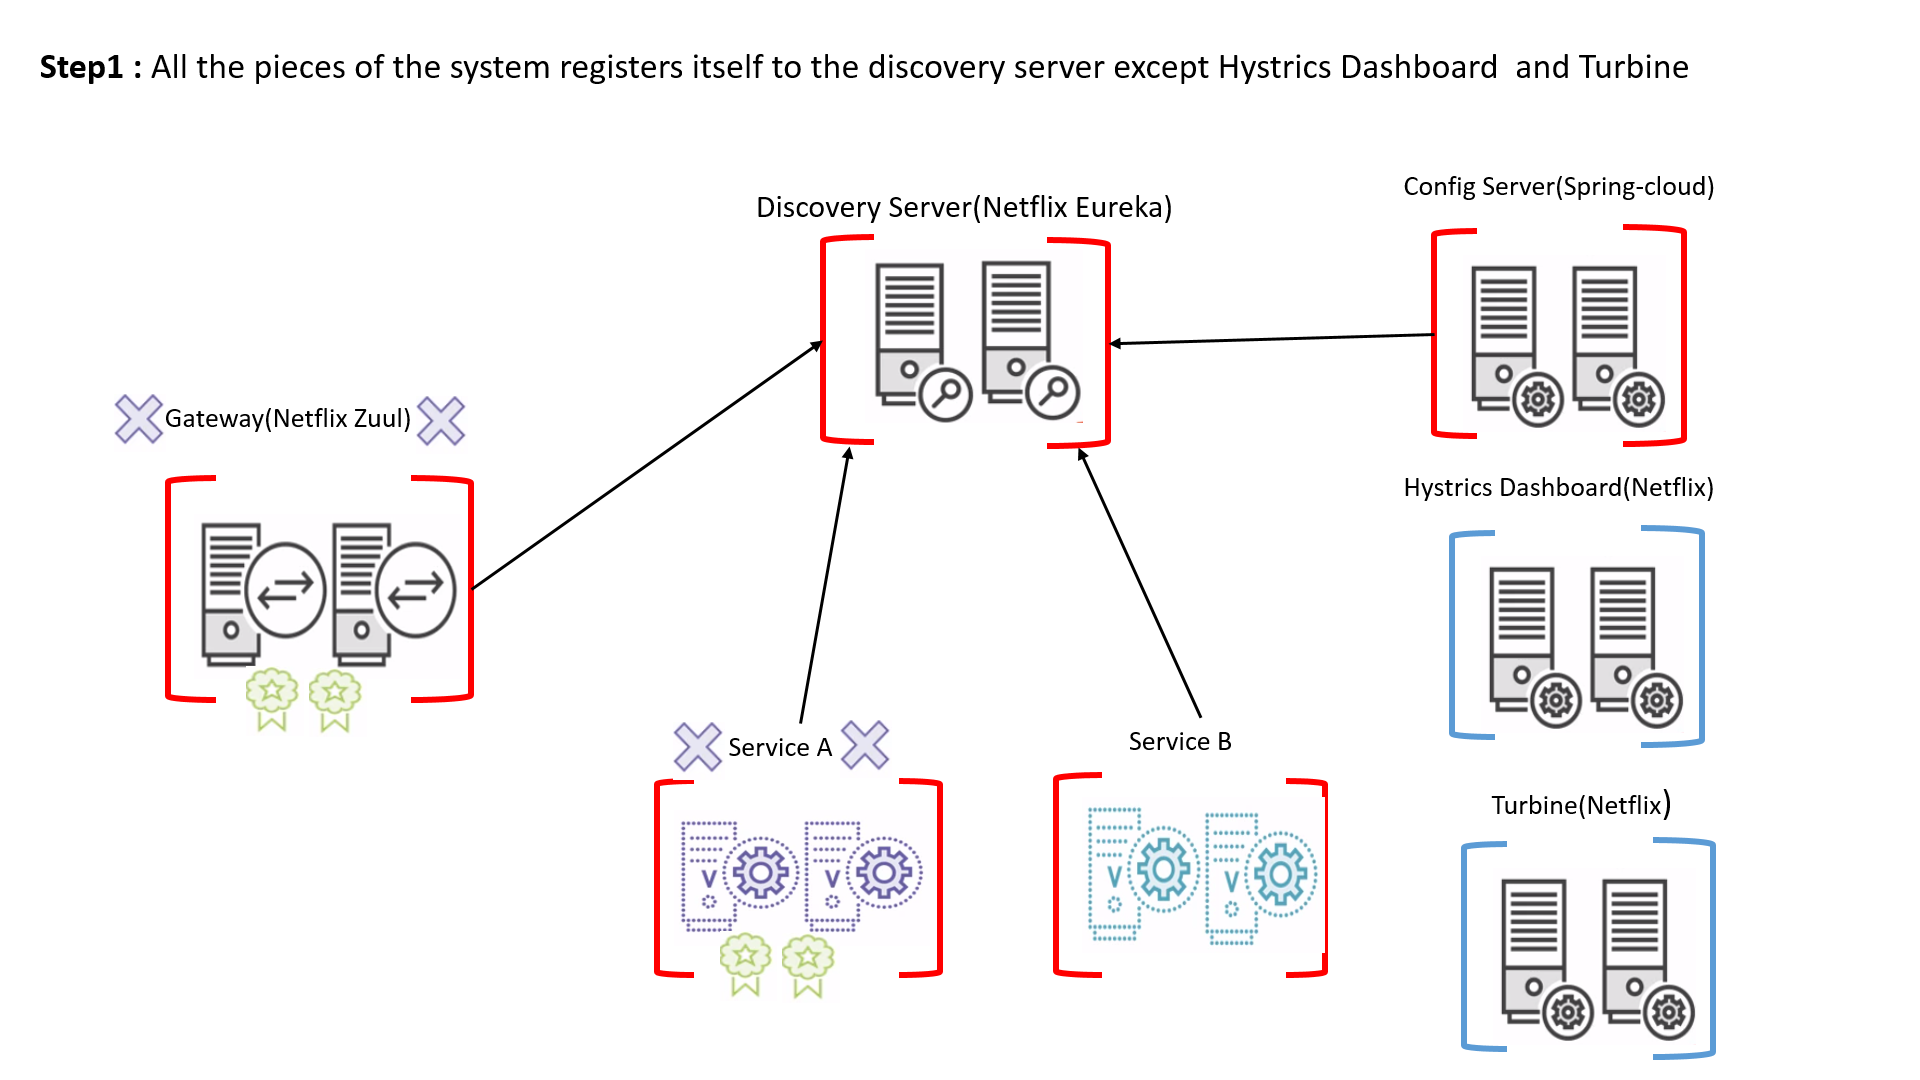 Step1 : All the pieces of the system registers itself to the discovery server except Hystrics Dashboard  and Turbine
Config Server(Spring-cloud)
Discovery Server(Netflix Eureka)
Gateway(Netflix Zuul)
Hystrics Dashboard(Netflix)
Service A
Service B
Turbine(Netflix)